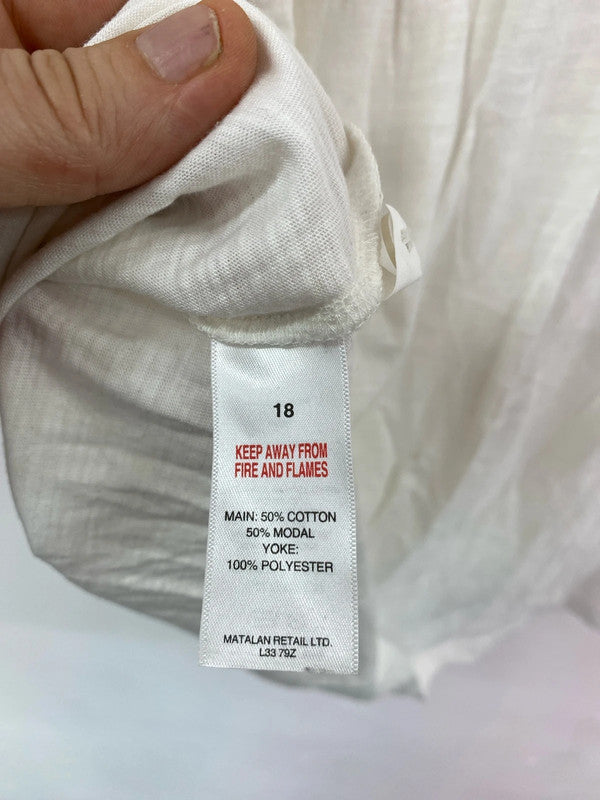 18
KEEP AWAY FROM
FIRE AND FLAMES
MAIN: 50% COTTON
50% MODAL
YOKE:
100% POLYESTER
MATALAN RETAIL LTD.
L33 79Z